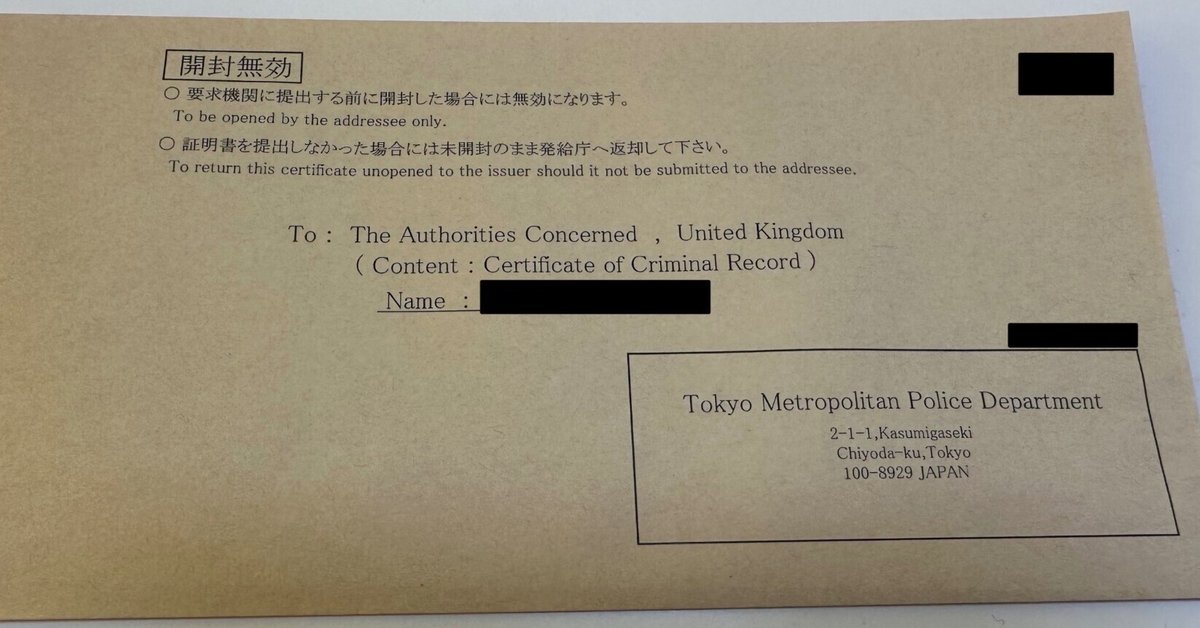 開封無効
○ 要求機関に提出する前に開封した場合には無効になります。
To be opened by the addressee only.
○ 証明書を提出しなかった場合には未開封のまま発給庁へ返却して下さい。
To return this certificate unopened to the issuer should it not be submitted to the addressee.
To : The Authorities Concerned , United Kingdom
( Content : Certificate of Criminal Record )
Name :
Tokyo Metropolitan Police Department
2-1-1,Kasumigaseki
Chiyoda-ku,Tokyo
100-8929 JAPAN